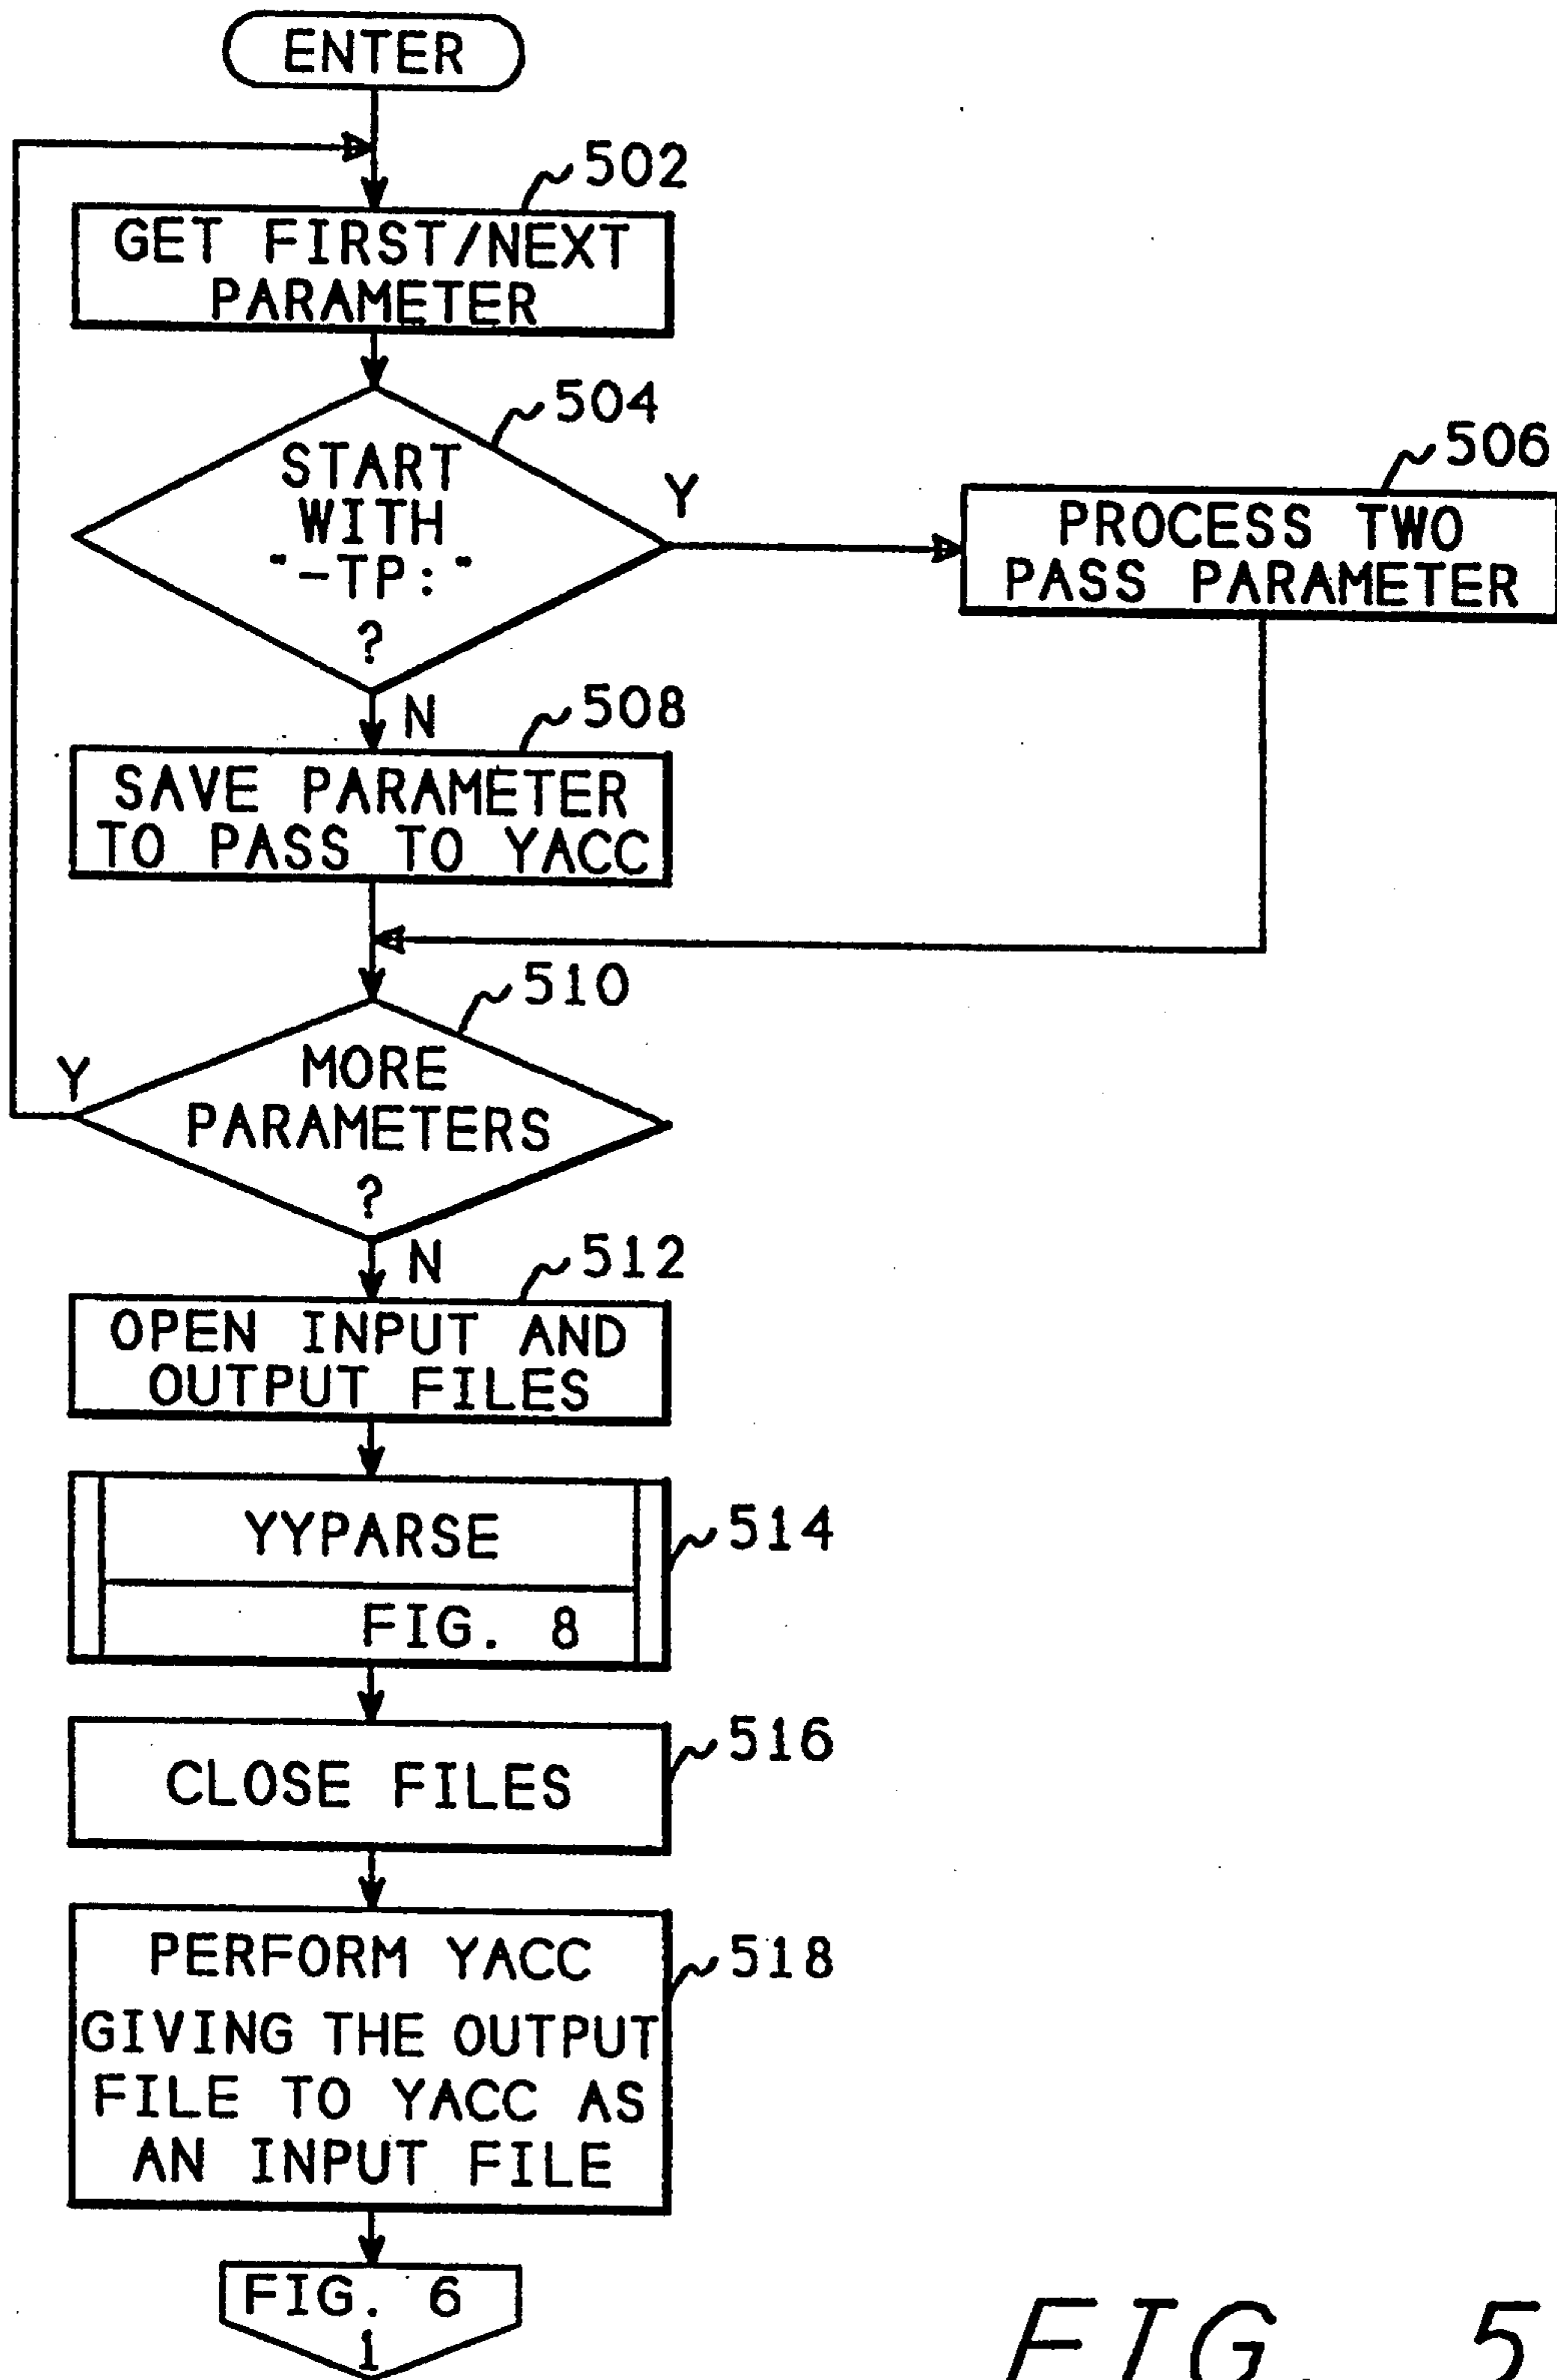 ENTER
502
GET FIRST/NEXT
PARAMETER
504
START
WITH
"-TP:"
?
Y
506
PROCESS TWO
PASS PARAMETER
N
508
SAVE PARAMETER
TO PASS TO YACC
510
Y
MORE
PARAMETERS
?
N
512
OPEN INPUT AND
OUTPUT FILES
YYPARSE
514
FIG. 8
516
CLOSE FILES
PERFORM YACC
518
GIVING THE OUTPUT
FILE TO YACC AS
AN INPUT FILE
FIG. 6
1
FIG. 5